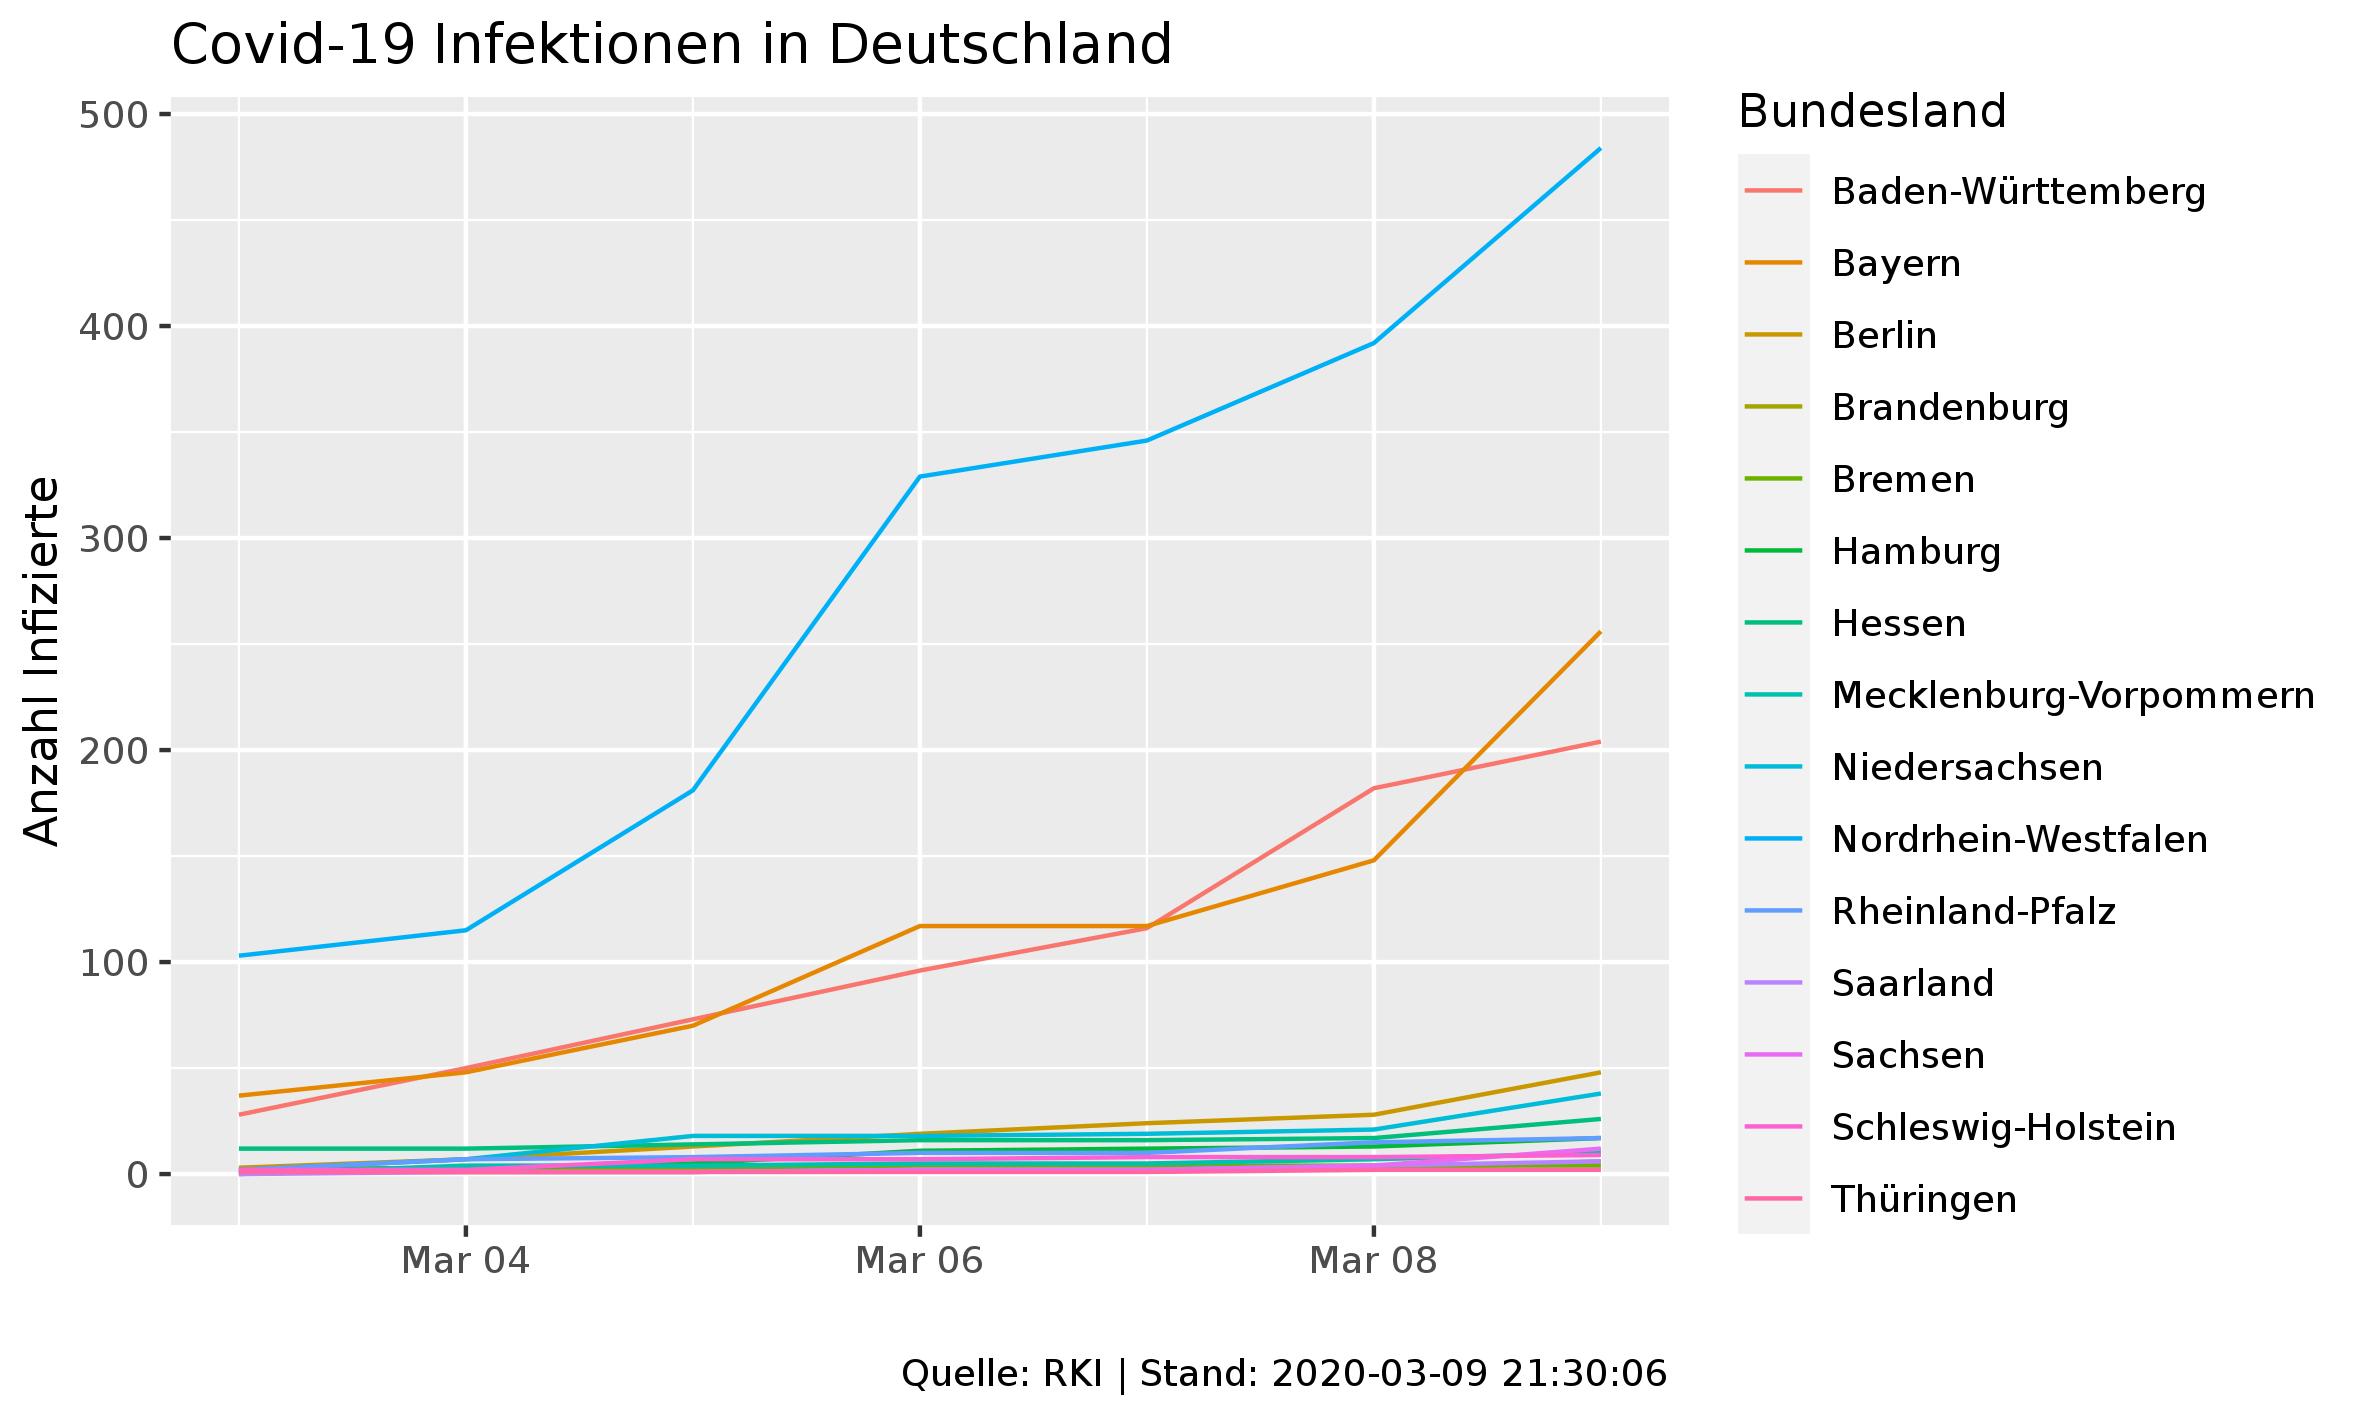 Covid-19 Infektionen in Deutschland
Anzahl Infizierte
500
400
300
200
100
0
Mar 04
Mar 06
Mar 08
Bundesland
Baden-Württemberg
Bayern
Berlin
Brandenburg
Bremen
Hamburg
Hessen
Mecklenburg-Vorpommern
Niedersachsen
Nordrhein-Westfalen
Rheinland-Pfalz
Saarland
Sachsen
Schleswig-Holstein
Thüringen
Quelle: RKI | Stand: 2020-03-09 21:30:06